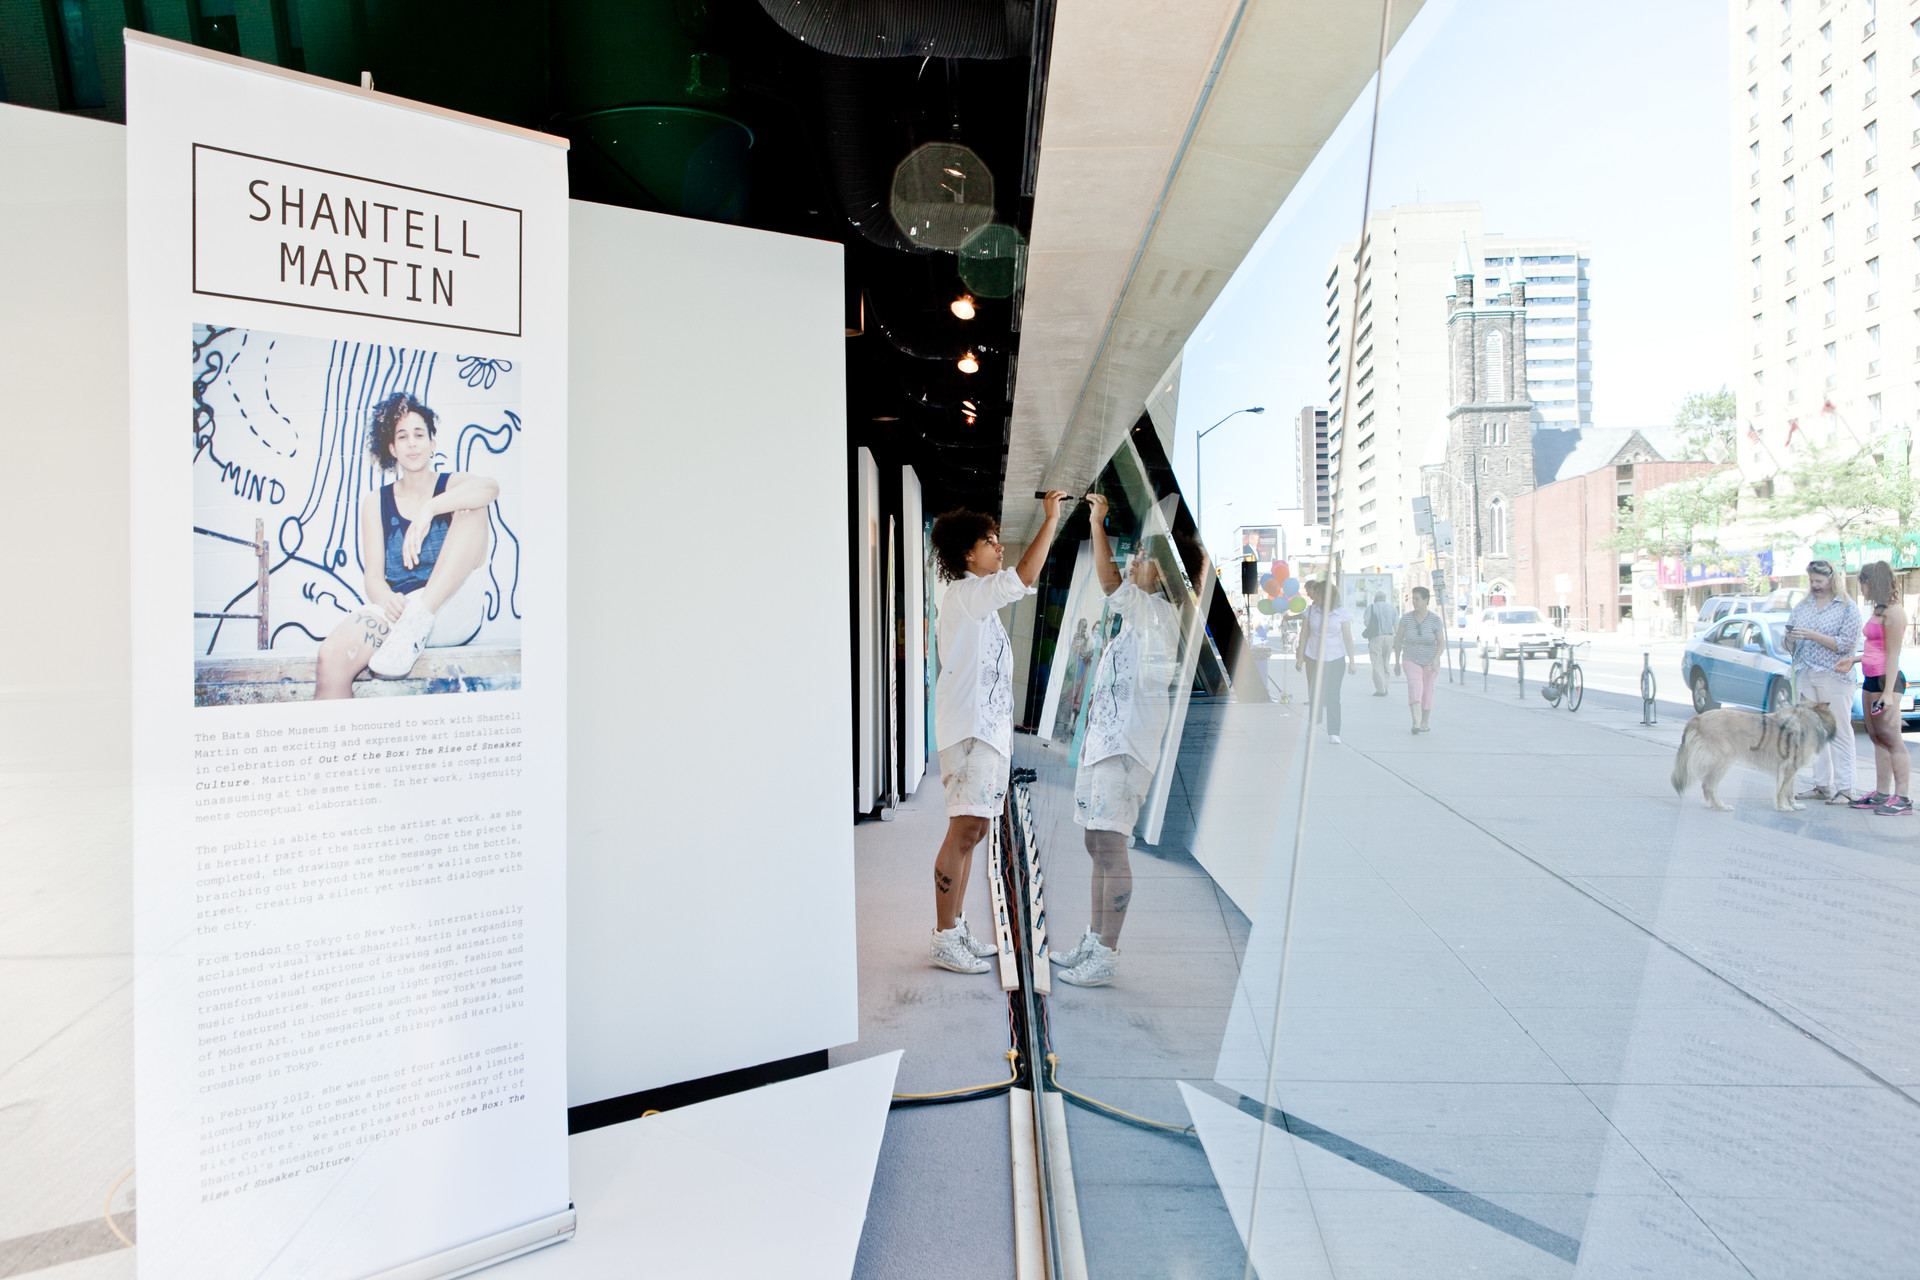 SHANTELL
MARTIN
MIND
YOU
ME
The Bata Shoe Museum is honoured to work with Shantell
Martin on an exciting and expressive art installation
in celebration of Out of the Box: The Rise of Sneaker
Culture. Martin's creative universe is complex and
unassuming at the same time. In her work, ingenuity
meets conceptual elaboration.
The public is able to watch the artist at work, as she
is herself part of the narrative. Once the piece is
completed, the drawings are the message in the bottle,
branching out beyond the Museum's walls onto the
street, creating a silent yet vibrant dialogue with
the city.
From London to Tokyo to New York, internationally
acclaimed visual artist Shantell Martin is expanding
conventional definitions of drawing and animation to
transform visual experience in the design, fashion and
music industries. Her dazzling light projections have
been featured in iconic spots such as New York's Museum
of Modern Art, the megaclubs of Tokyo and Russia, and
on the enormous screens at Shibuya and Harajuku
crossings in Tokyo.
In February 2012, she was one of four artists commis-
sioned by Nike iD to make a piece of work and a limited
edition shoe to celebrate the 40th anniversary of the
Nike Cortez. We are pleased to have a pair of
Shantell's sneakers on display in Out of the Box: The
Rise of Sneaker Culture.